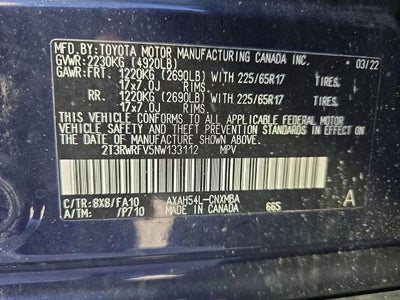 MFD. BY:TOYOTA MOTOR MANUFACTURING CANADA INC.
GVWR: 2230KG (4920LB) 03/22
GAWR:FRT. 1220KG (2690LB) WITH 225/65R17 TIRES,
17x7.0J RIMS,
RR. 1220KG (2690LB) WITH 225/65R17 TIRES,
17x7.0J RIMS,
THIS VEHICLE CONFORMS TO ALL APPLICABLE FEDERAL MOTOR
VEHICLE SAFETY STANDARDS IN EFFECT ON THE DATE OF
MANUFACTURE SHOWN ABOVE.
2T3RWRFV5NW133112 MPV
C/TR: 8X8/FA10 AXAH54L-CNXMBA A
A/TM: /P710 MADE IN CANADA 665